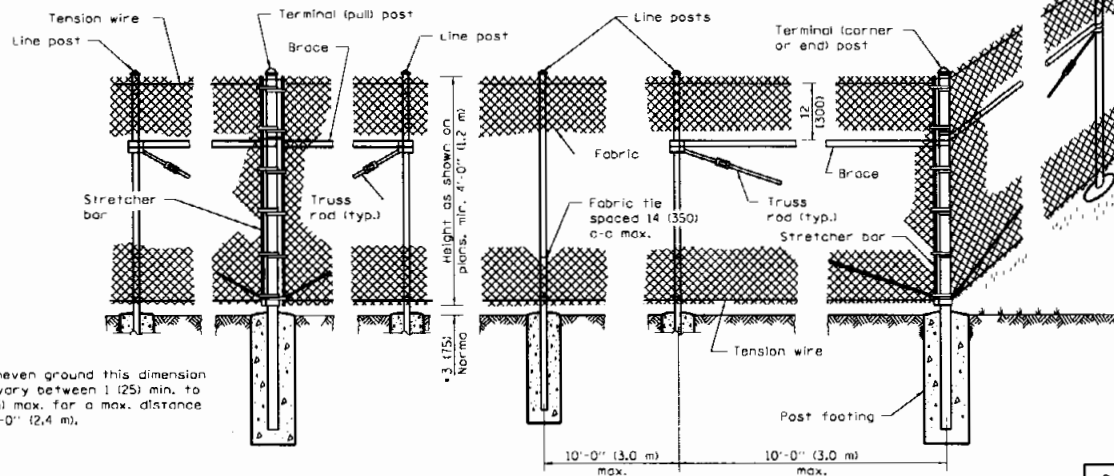 Tension wire
Line post
Terminal (pull) post
Brace
Line post
Line posts
Terminal (corner
or end) post
12
(300)
Height as shown on
plans, min. 4'-0" (1.2 m)
Fabric
Brace
Stretcher
bar
Truss
rod (typ.)
Fabric tie
spaced 14 (350)
c-c max.
Truss
rod (typ.)
Stretcher bar
*3 (75)
Tension wire
neven ground this dimension
vary between 1 (25) min. to
max. for a max. distance
-0" (2.4 m).
Post footing
10'-0" (3.0 m)
max.
10'-0" (3.0 m)
max.